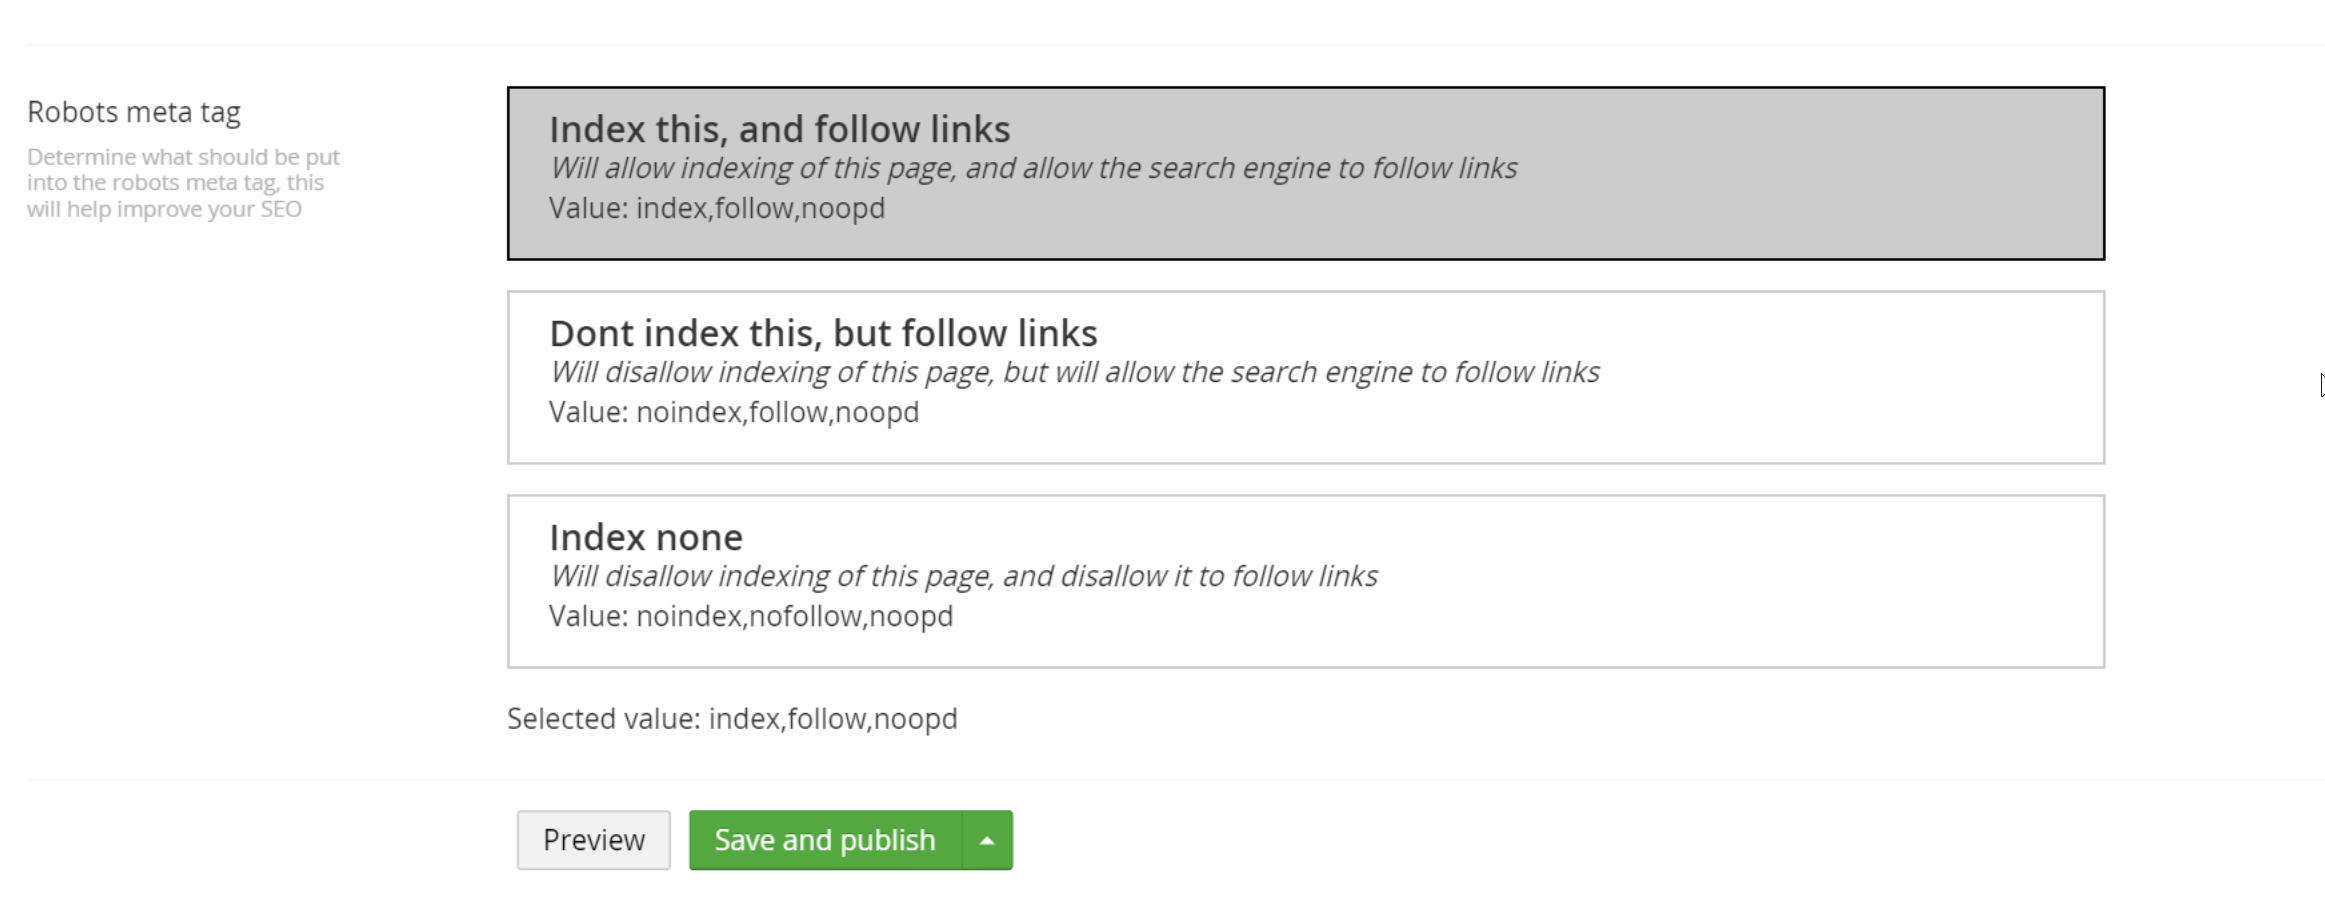 Robots meta tag
Determine what should be put
into the robots meta tag, this
will help improve your SEO
Index this, and follow links
Will allow indexing of this page, and allow the search engine to follow links
Value: index,follow,noopd
Dont index this, but follow links
Will disallow indexing of this page, but will allow the search engine to follow links
Value: noindex,follow,noopd
Index none
Will disallow indexing of this page, and disallow it to follow links
Value: noindex,nofollow,noopd
Selected value: index,follow,noopd
Preview
Save and publish